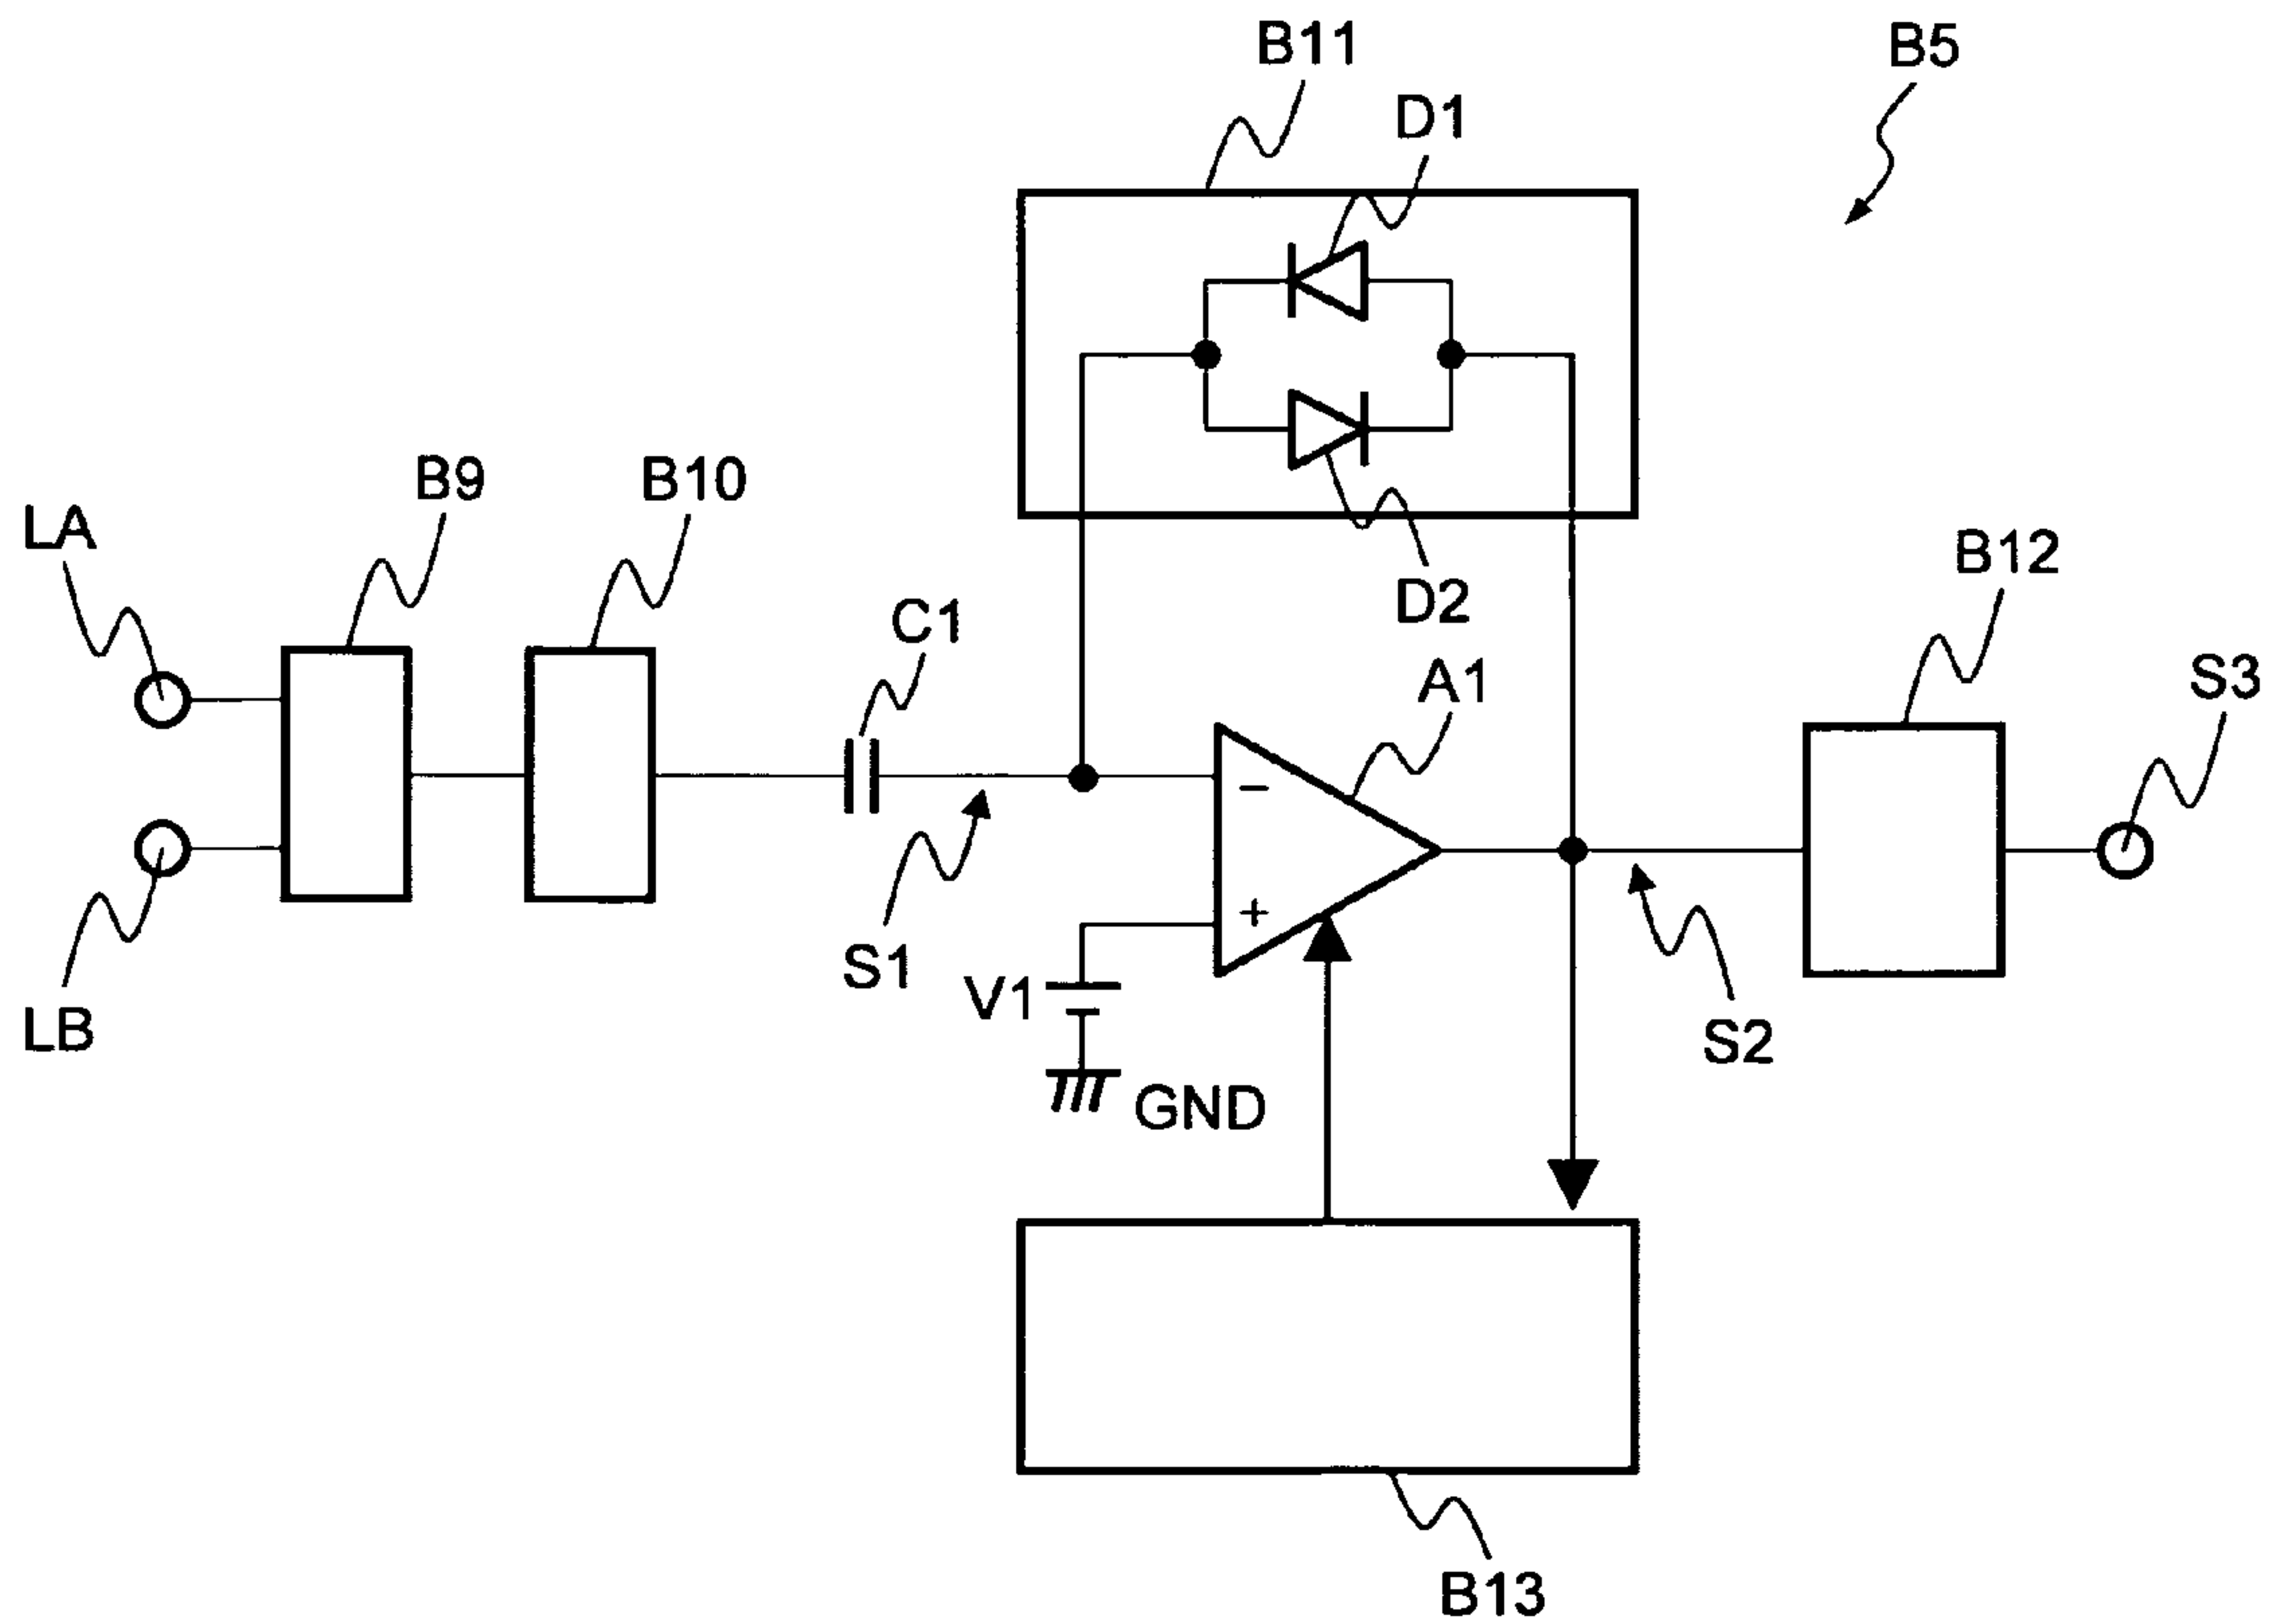 B11
B5
D1
B9
B10
LA
B12
D2
C1
A1
S3
−
+
S1
V1
LB
S2
GND
B13